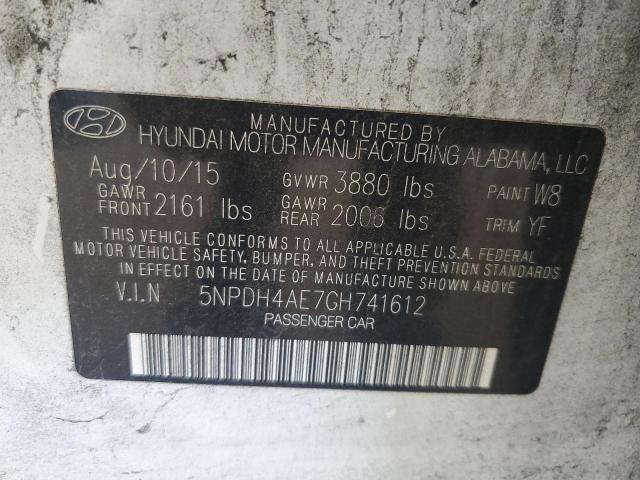 MANUFACTURED BY
HYUNDAI MOTOR MANUFACTURING ALABAMA, LLC
Aug/10/15 GVWR 3880 lbs PAINT W8
GAWR FRONT 2161 lbs GAWR REAR 2006 lbs TRIM YF
THIS VEHICLE CONFORMS TO ALL APPLICABLE U.S.A. FEDERAL
MOTOR VEHICLE SAFETY, BUMPER, AND THEFT PREVENTION STANDARDS
IN EFFECT ON THE DATE OF MANUFACTURE SHOWN ABOVE.
V.I.N 5NPDH4AE7GH741612
PASSENGER CAR